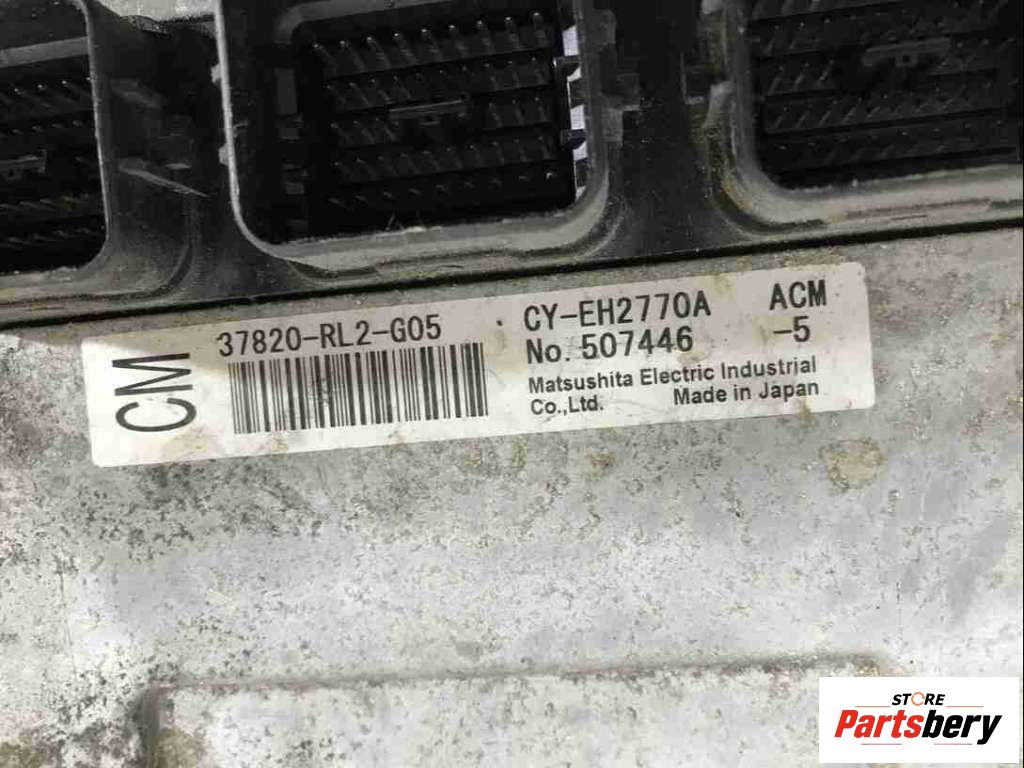 CM
37820-RL2-G05
CY-EH2770A ACM
No. 507446 -5
Matsushita Electric Industrial
Co.,Ltd. Made in Japan
STORE
Partsbery